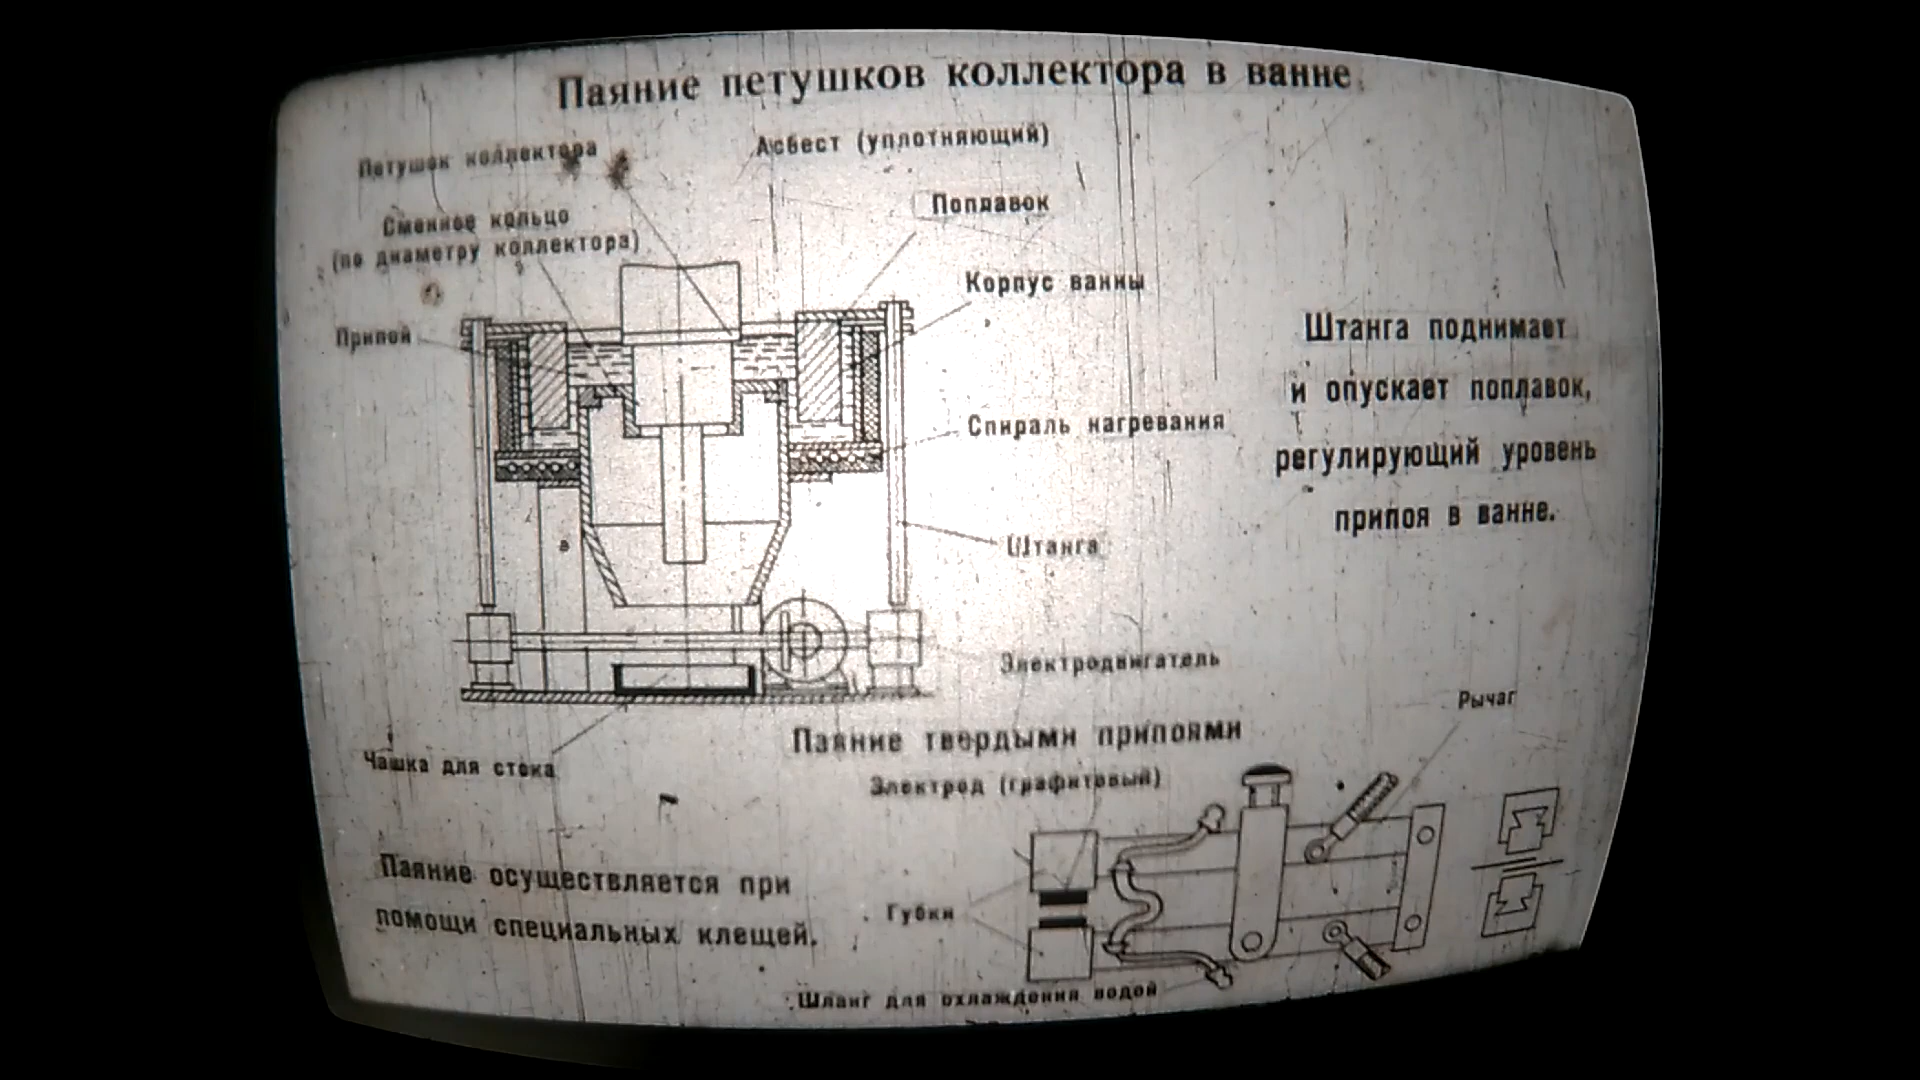 Паяние петушков коллектора в ванне.
Петушок коллектора
Асбест (уплотняющий)
Поплавок
Сменное кольцо
(по диаметру коллектора)
Корпус ванны
Припой
Штанга поднимает
и опускает поплавок,
регулирующий уровень
припоя в ванне.
Спираль нагревания
Штанга
Электродвигатель
Чашка для стока
Паяние твердыми припоями
Рычаг
Электрод (графитовый)
Паяние осуществляется при
помощи специальных клещей.
Губки
Шланг для охлаждения водой